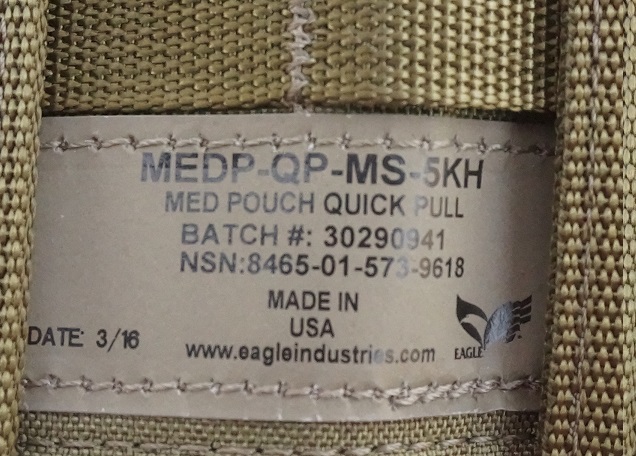 MEDP-QP-MS-5KH
MED POUCH QUICK PULL
BATCH #: 30290941
NSN:8465-01-573-9618
MADE IN
USA
DATE: 3/16
www.eagleindustries.com
EAGLE